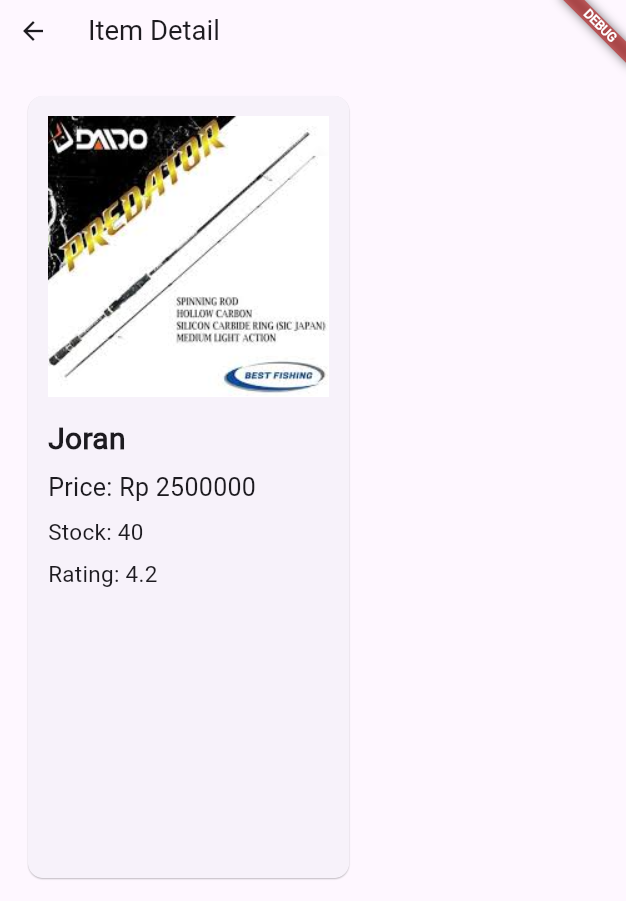 Item Detail
DEBUG
DAIDO
PREDATOR
SPINNING ROD
HOLLOW CARBON
SILICON CARBIDE RING (SIC JAPAN)
MEDIUM LIGHT ACTION
BEST FISHING
Joran
Price: Rp 2500000
Stock: 40
Rating: 4.2